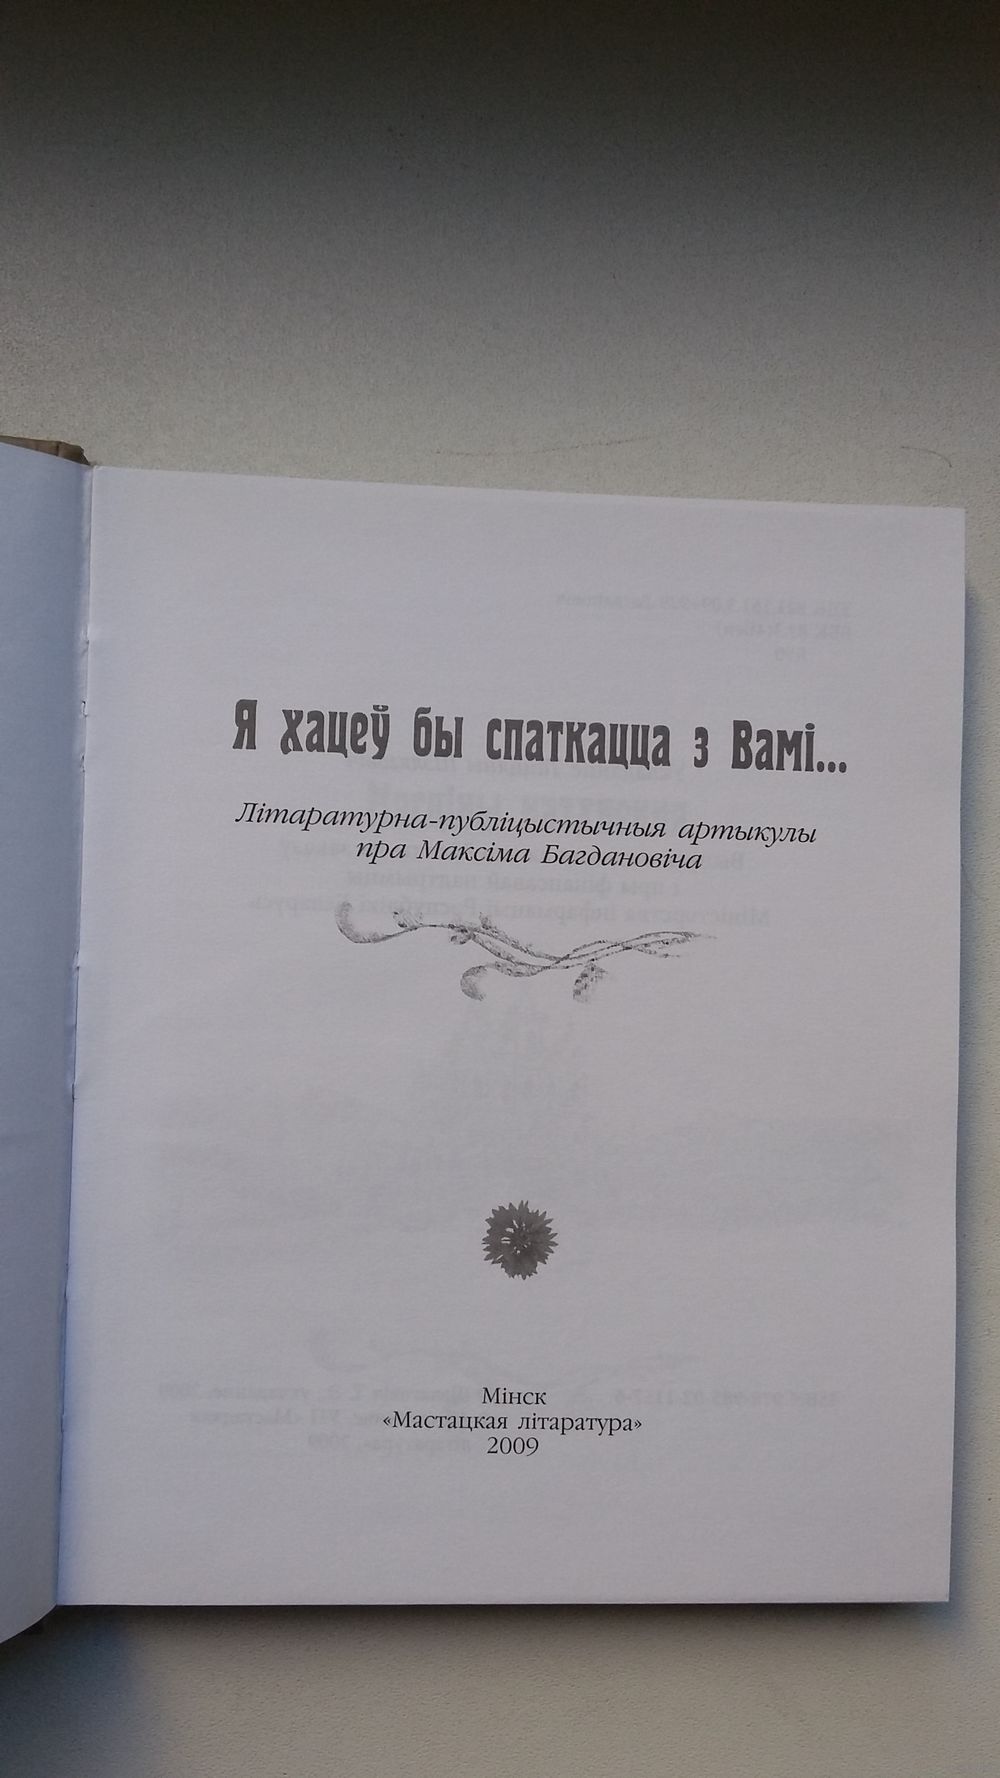 Я хацеў бы спаткацца з Вамі...
Літаратурна-публіцыстычныя артыкулы
пра Максіма Багдановіча
Мінск
«Мастацкая літаратура»
2009